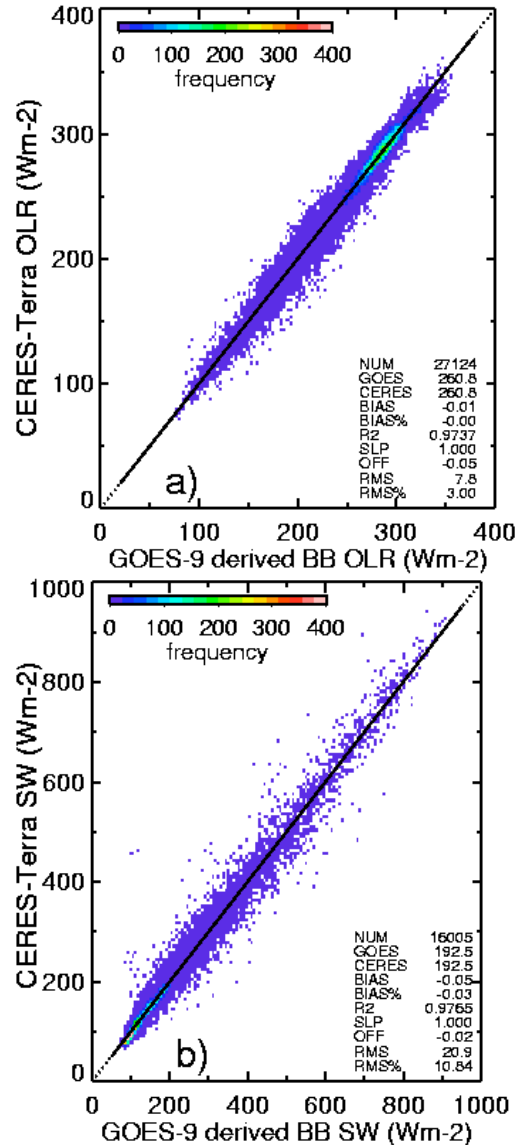 400
0 100 200 300 400
frequency
300
200
100
0
CERES-Terra OLR (Wm-2)
NUM 27124
GOES 260.8
CERES 260.8
BIAS -0.01
BIAS% -0.00
R2 0.9737
SLP 1.000
OFF -0.05
RMS 7.8
RMS% 3.00
a)
0 100 200 300 400
GOES-9 derived BB OLR (Wm-2)
1000
0 100 200 300 400
frequency
800
600
400
200
0
CERES-Terra SW (Wm-2)
NUM 16005
GOES 192.5
CERES 192.5
BIAS -0.05
BIAS% -0.03
R2 0.9765
SLP 1.000
OFF -0.02
RMS 20.9
RMS% 10.84
b)
0 200 400 600 800 1000
GOES-9 derived BB SW (Wm-2)